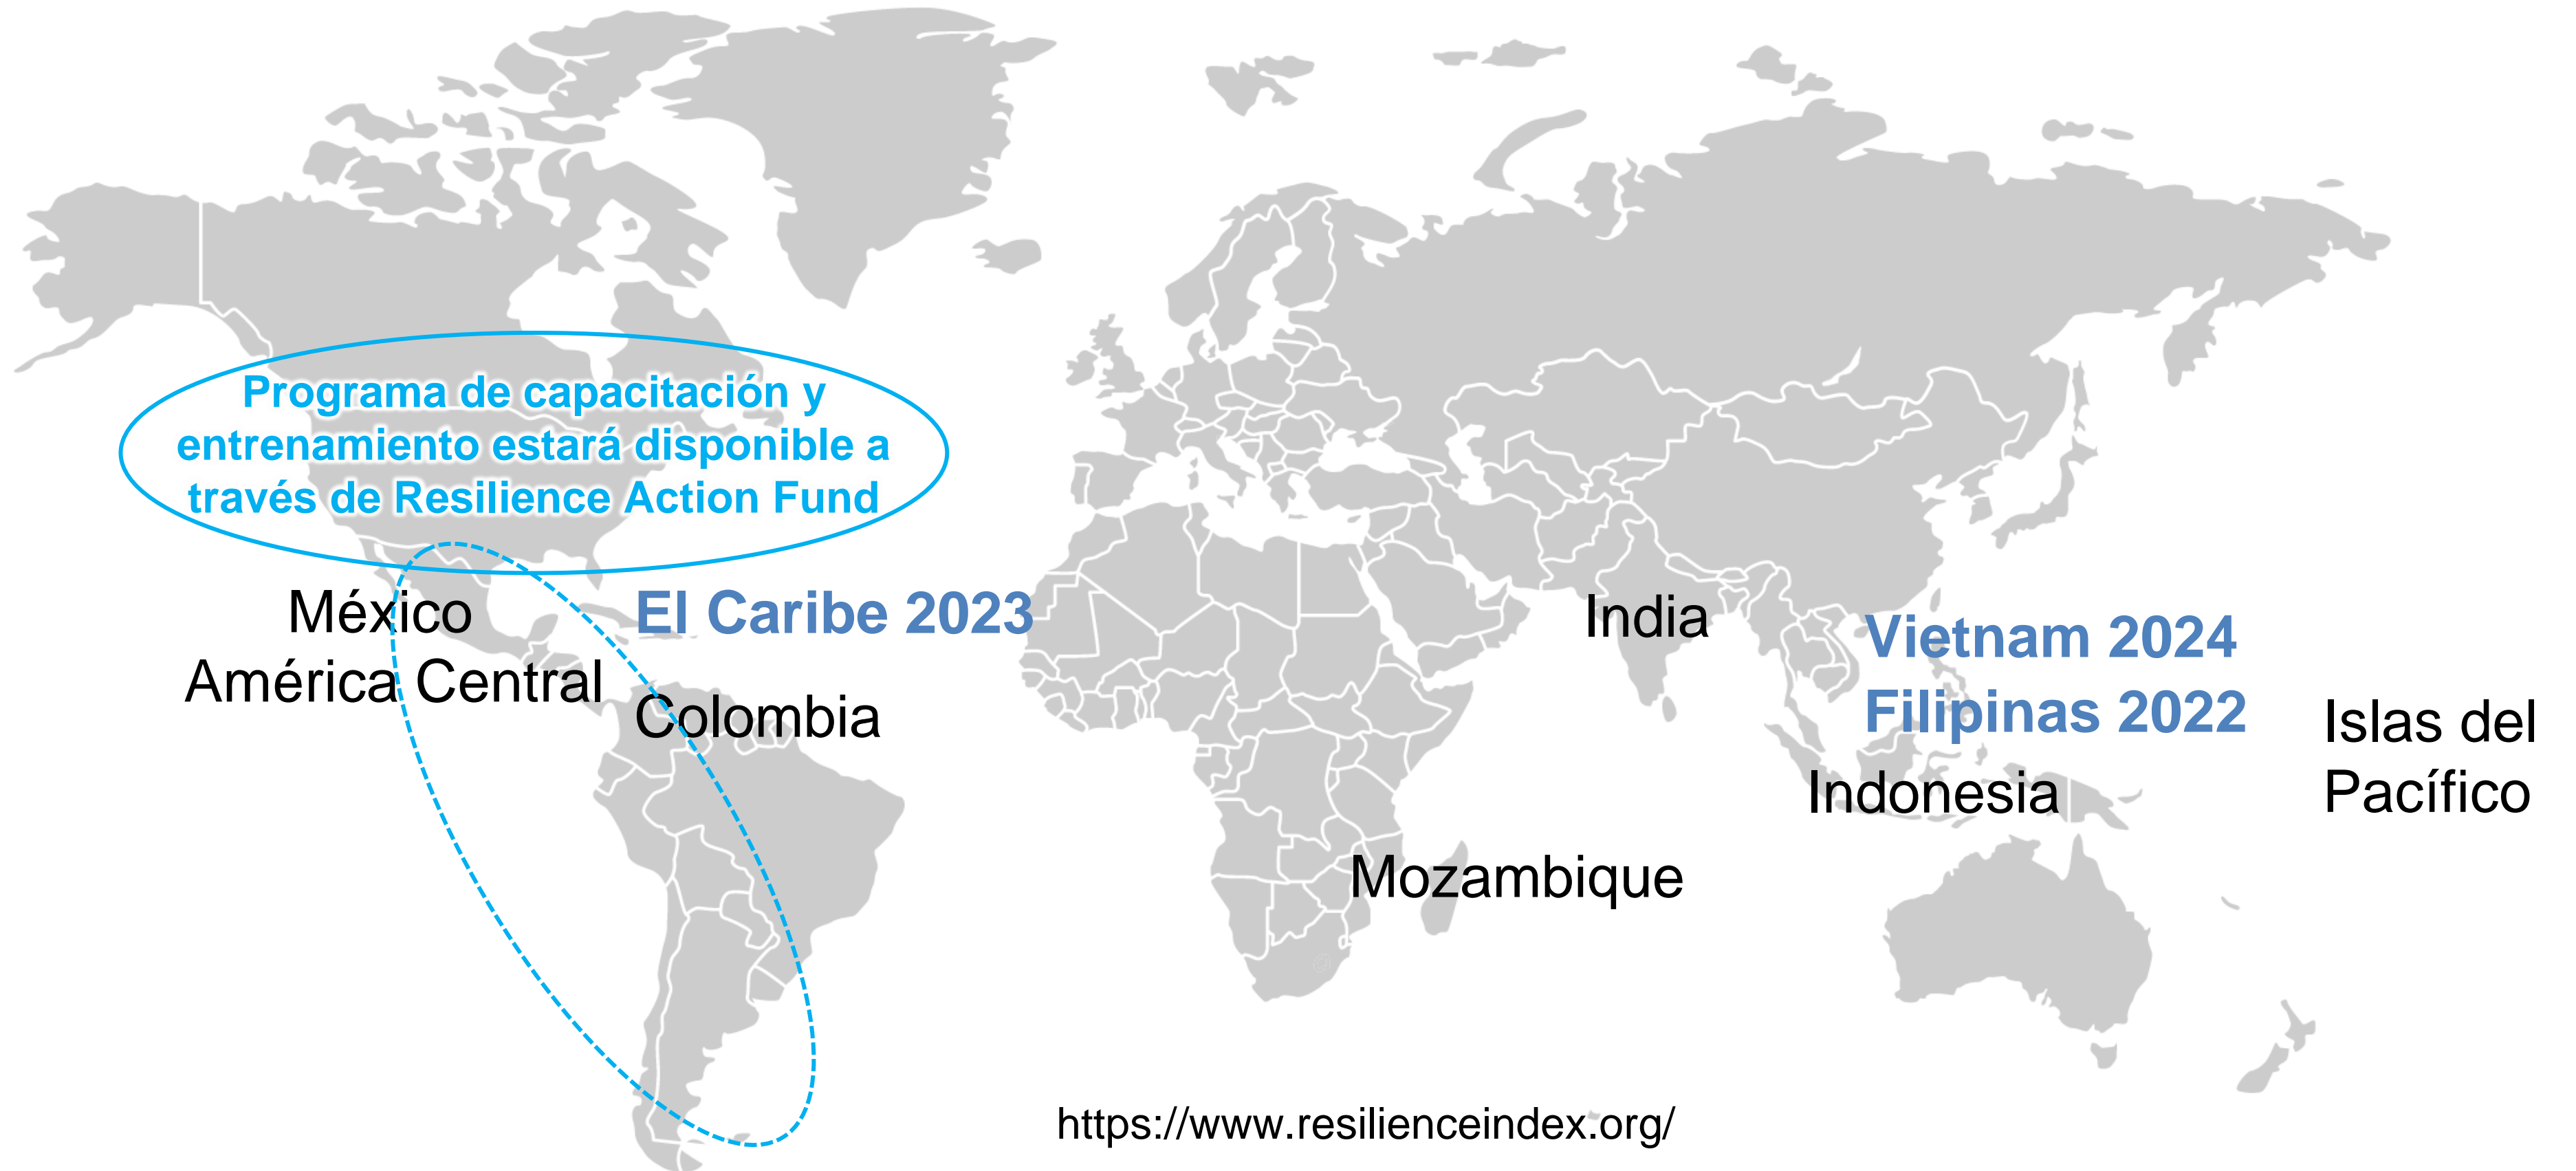 Programa de capacitación y
entrenamiento estará disponible a
través de Resilience Action Fund
México
América Central
El Caribe 2023
Colombia
India
Vietnam 2024
Filipinas 2022
Islas del
Pacífico
Indonesia
Mozambique
https://www.resilienceindex.org/